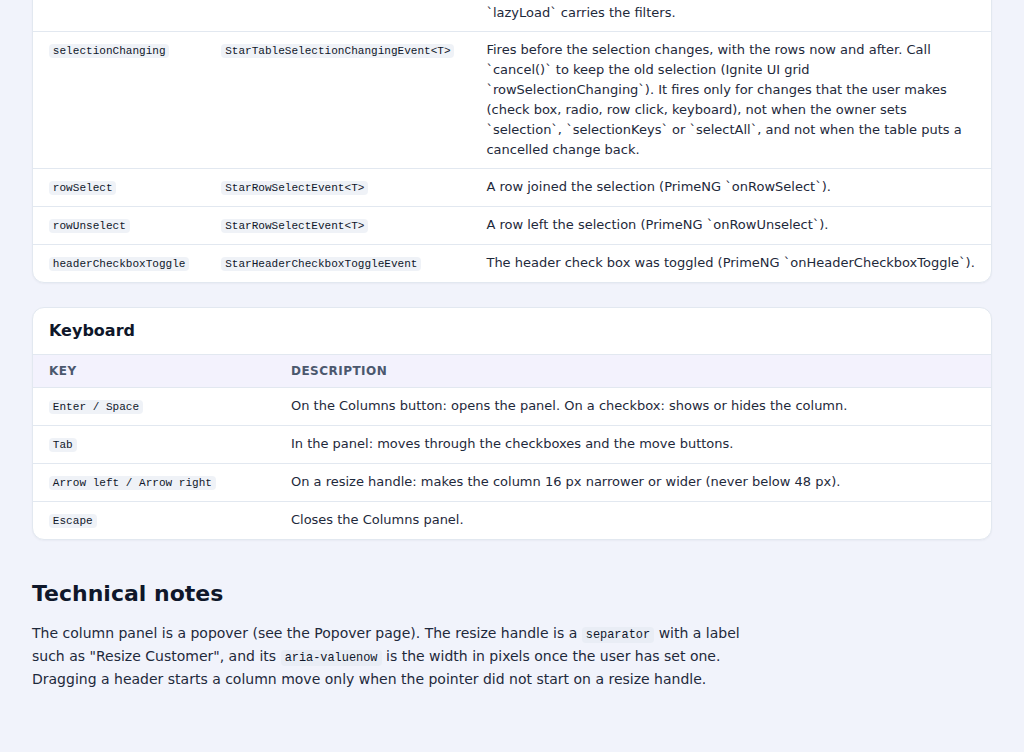 `lazyLoad` carries the filters.
selectionChanging StarTableSelectionChangingEvent<T> Fires before the selection changes, with the rows now and after. Call
`cancel()` to keep the old selection (Ignite UI grid
`rowSelectionChanging`). It fires only for changes that the user makes
(check box, radio, row click, keyboard), not when the owner sets
`selection`, `selectionKeys` or `selectAll`, and not when the table puts a
cancelled change back.
rowSelect StarRowSelectEvent<T> A row joined the selection (PrimeNG `onRowSelect`).
rowUnselect StarRowSelectEvent<T> A row left the selection (PrimeNG `onRowUnselect`).
headerCheckboxToggle StarHeaderCheckboxToggleEvent The header check box was toggled (PrimeNG `onHeaderCheckboxToggle`).
Keyboard
KEY DESCRIPTION
Enter / Space On the Columns button: opens the panel. On a checkbox: shows or hides the column.
Tab In the panel: moves through the checkboxes and the move buttons.
Arrow left / Arrow right On a resize handle: makes the column 16 px narrower or wider (never below 48 px).
Escape Closes the Columns panel.
Technical notes
The column panel is a popover (see the Popover page). The resize handle is a separator with a label
such as "Resize Customer", and its aria-valuenow is the width in pixels once the user has set one.
Dragging a header starts a column move only when the pointer did not start on a resize handle.